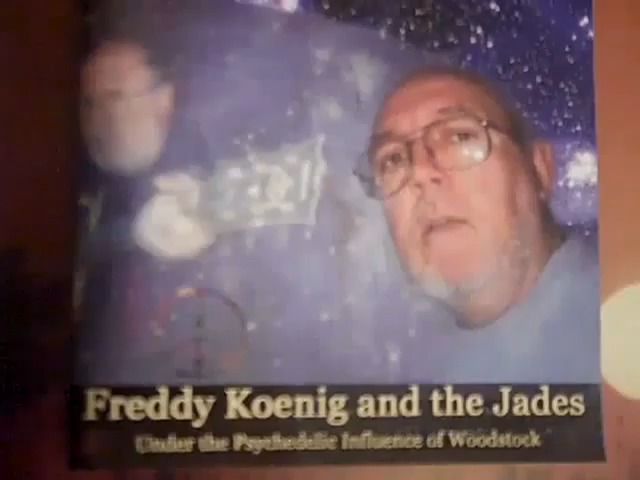 Freddy Koenig and the Jades
Under the Psychedelic Influence of Woodstock